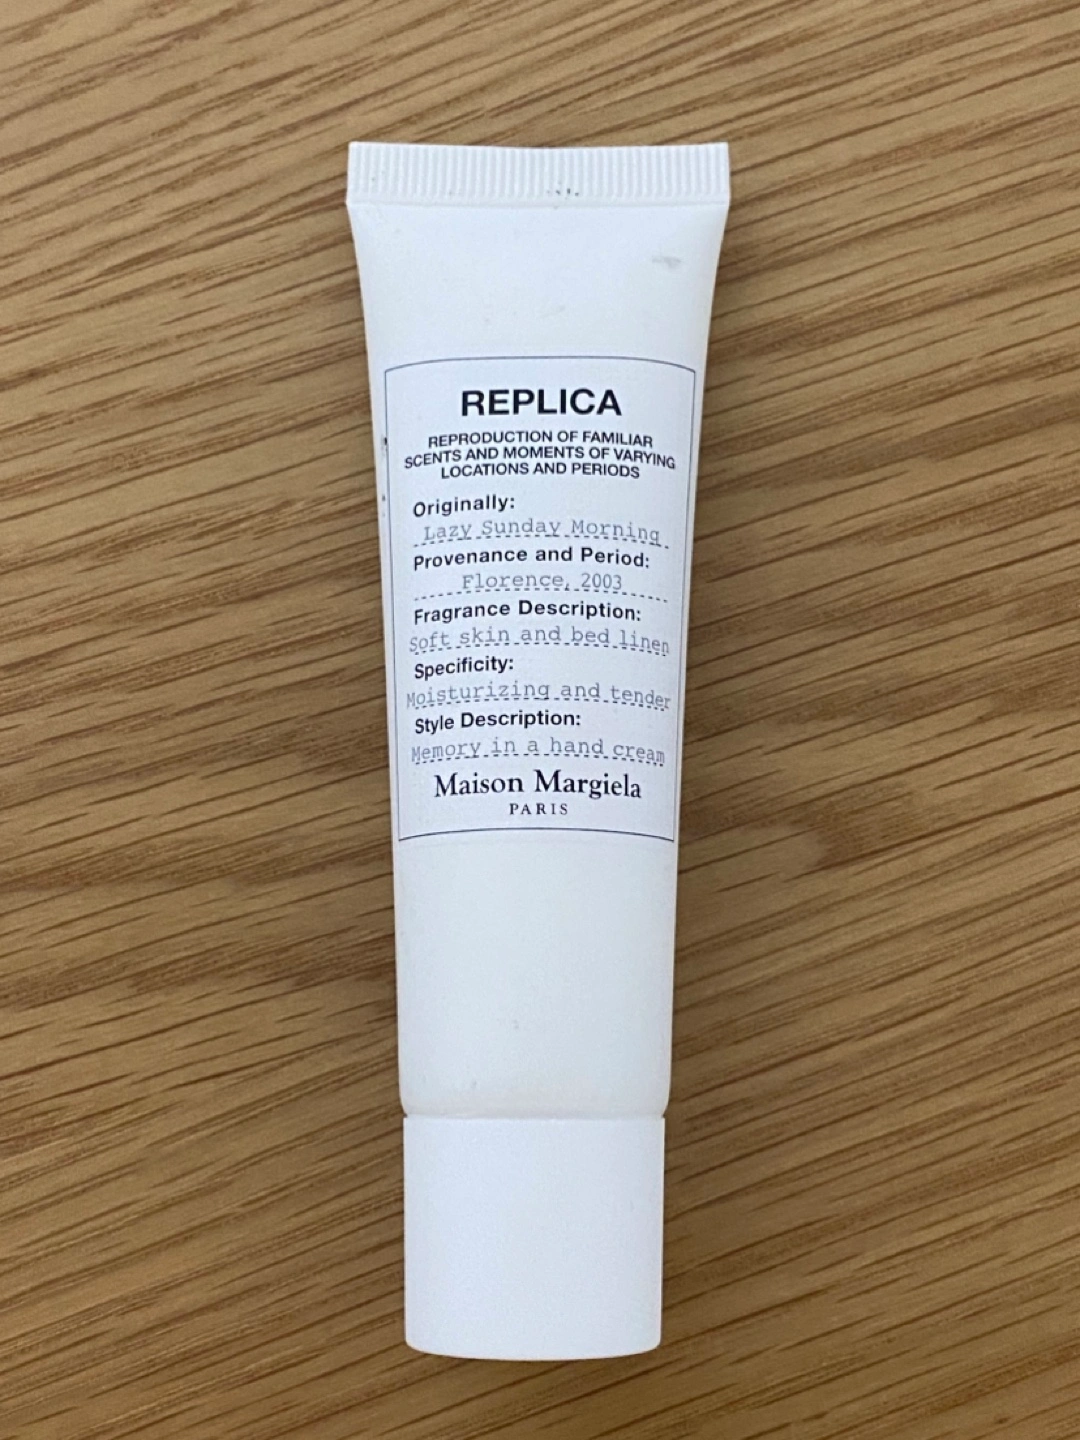 REPLICA
REPRODUCTION OF FAMILIAR
SCENTS AND MOMENTS OF VARYING
LOCATIONS AND PERIODS
Originally:
Lazy Sunday Morning
Provenance and Period:
Florence, 2003
Fragrance Description:
Soft skin and bed linen
Specificity:
Moisturizing and tender
Style Description:
Memory in a hand cream
Maison Margiela
PARIS